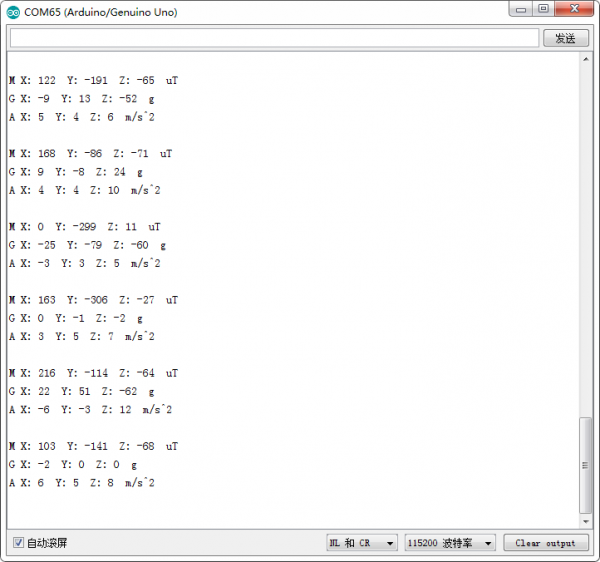 COM65 (Arduino/Genuino Uno)
发送
M X: 122 Y: -191 Z: -65 uT
G X: -9 Y: 13 Z: -52 g
A X: 5 Y: 4 Z: 6 m/s^2
M X: 168 Y: -86 Z: -71 uT
G X: 9 Y: -8 Z: 24 g
A X: 4 Y: 4 Z: 10 m/s^2
M X: 0 Y: -299 Z: 11 uT
G X: -25 Y: -79 Z: -60 g
A X: -3 Y: 3 Z: 5 m/s^2
M X: 163 Y: -306 Z: -27 uT
G X: 0 Y: -1 Z: -2 g
A X: 3 Y: 5 Z: 7 m/s^2
M X: 216 Y: -114 Z: -64 uT
G X: 22 Y: 51 Z: -62 g
A X: -6 Y: -3 Z: 12 m/s^2
M X: 103 Y: -141 Z: -68 uT
G X: -2 Y: 0 Z: 0 g
A X: 6 Y: 5 Z: 8 m/s^2
自动滚屏 NL 和 CR 115200 波特率 Clear output